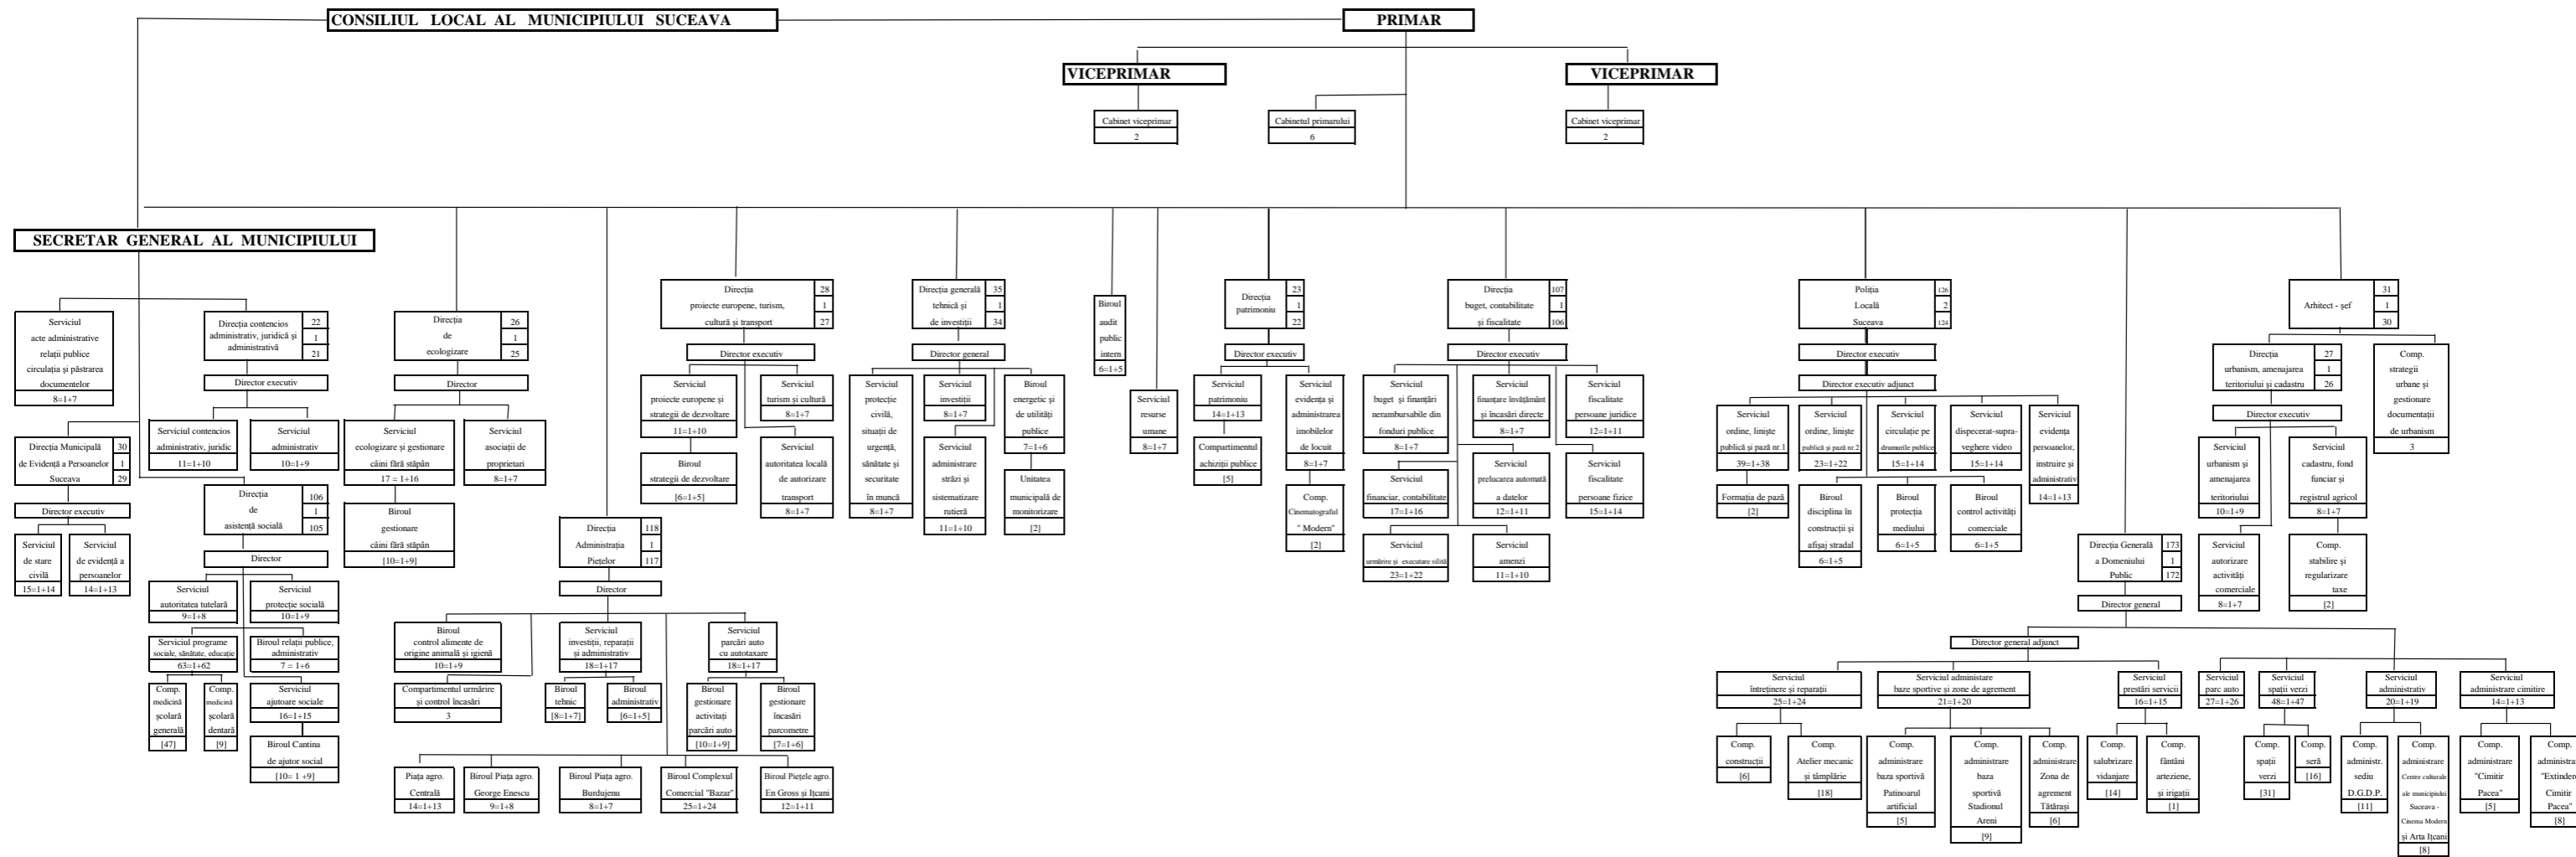 CONSILIUL LOCAL AL MUNICIPIULUI SUCEAVA
PRIMAR
VICEPRIMAR
VICEPRIMAR
Cabinet viceprimar
2
Cabinetul primarului
6
Cabinet viceprimar
2
SECRETAR GENERAL AL MUNICIPIULUI
Serviciul
acte administrative
relații publice
circulația și păstrarea
documentelor
8=1+7
Direcția contencios
administrativ, juridică și
administrativă
22
1
21
Director executiv
Serviciul contencios
administrativ, juridic
11=1+10
Serviciul
administrativ
10=1+9
Direcția Municipală
de Evidență a Persoanelor
Suceava
30
1
29
Director executiv
Serviciul
de stare
civilă
15=1+14
Serviciul
de evidență a
persoanelor
14=1+13
Direcția
de
asistență socială
106
1
105
Director
Serviciul
autoritatea tutelară
9=1+8
Serviciul
protecție socială
10=1+9
Serviciul programe
sociale, sănătate, educație
63=1+62
Biroul relații publice,
administrativ
7 = 1+6
Comp.
medicină
școlară
generală
[47]
Comp.
medicină
școlară
dentară
[9]
Serviciul
ajutoare sociale
16=1+15
Biroul Cantina
de ajutor social
[10= 1 +9]
Direcția
de
ecologizare
26
1
25
Director
Serviciul
ecologizare și gestionare
câini fără stăpân
17 = 1+16
Serviciul
asociații de
proprietari
8=1+7
Biroul
gestionare
câini fără stăpân
[10=1+9]
Direcția
Administrația
Piețelor
118
1
117
Director
Biroul
control alimente de
origine animală și igienă
10=1+9
Serviciul
investiții, reparații
și administrativ
18=1+17
Serviciul
parcări auto
cu autotaxare
18=1+17
Compartimentul urmărire
și control încasări
3
Biroul
tehnic
[8=1+7]
Biroul
administrativ
[6=1+5]
Biroul
gestionare
activitați
parcări auto
[10=1+9]
Biroul
gestionare
încasări
parcometre
[7=1+6]
Piața agro.
Centrală
14=1+13
Biroul Piața agro.
George Enescu
9=1+8
Biroul Piața agro.
Burdujenu
8=1+7
Biroul Complexul
Comercial "Bazar"
25=1+24
Biroul Piețele agro.
En Gross și Ițcani
12=1+11
Direcția
proiecte europene, turism,
cultură și transport
28
1
27
Director executiv
Serviciul
proiecte europene și
strategii de dezvoltare
11=1+10
Serviciul
turism și cultură
8=1+7
Biroul
strategii de dezvoltare
[6=1+5]
Serviciul
autoritatea locală
de autorizare
transport
8=1+7
Direcția generală
tehnică și
de investiții
35
1
34
Director general
Serviciul
protecție
civilă,
situații de
urgență,
sănătate și
securitate
în muncă
8=1+7
Serviciul
investiții
8=1+7
Biroul
energetic și
de utilități
publice
7=1+6
Serviciul
administrare
străzi și
sistematizare
rutieră
11=1+10
Unitatea
municipală de
monitorizare
[2]
Biroul
audit
public
intern
6=1+5
Serviciul
resurse
umane
8=1+7
Direcția
patrimoniu
23
1
22
Director executiv
Serviciul
patrimoniu
14=1+13
Serviciul
evidența și
administrarea
imobilelor
de locuit
8=1+7
Compartimentul
achiziții publice
[5]
Comp.
Cinematograful
" Modern"
[2]
Direcția
buget, contabilitate
și fiscalitate
107
1
106
Director executiv
Serviciul
buget și finanțări
nerambursabile din
fonduri publice
8=1+7
Serviciul
finanțare învățământ
și încasări directe
8=1+7
Serviciul
fiscalitate
persoane juridice
12=1+11
Serviciul
financiar, contabilitate
17=1+16
Serviciul
prelucarea automată
a datelor
12=1+11
Serviciul
fiscalitate
persoane fizice
15=1+14
Serviciul
urmărire și executare silită
23=1+22
Serviciul
amenzi
11=1+10
Poliția
Locală
Suceava
126
2
124
Director executiv
Director executiv adjunct
Serviciul
ordine, liniște
publică și pază nr.1
39=1+38
Serviciul
ordine, liniște
publică și pază nr.2
23=1+22
Serviciul
circulație pe
drumurile publice
15=1+14
Serviciul
dispecerat-supra-
veghere video
15=1+14
Serviciul
evidența
persoanelor,
instruire și
administrativ
14=1+13
Formația de pază
[2]
Biroul
disciplina în
construcții și
afișaj stradal
6=1+5
Biroul
protecția
mediului
6=1+5
Biroul
control activități
comerciale
6=1+5
Direcția Generală
a Domeniului
Public
173
1
172
Director general
Director general adjunct
Serviciul
întreținere și reparații
25=1+24
Serviciul administare
baze sportive și zone de agrement
21=1+20
Serviciul
prestări servicii
16=1+15
Serviciul
parc auto
27=1+26
Serviciul
spații verzi
48=1+47
Serviciul
administrativ
20=1+19
Serviciul
administrare cimitire
14=1+13
Comp.
construcții
[6]
Comp.
Atelier mecanic
și tâmplărie
[18]
Comp.
administrare
baza sportivă
Patinoarul
artificial
[5]
Comp.
administrare
baza
sportivă
Stadionul
Areni
[9]
Comp.
administrare
Zona de
agrement
Tătărași
[6]
Comp.
salubrizare
vidanjare
[14]
Comp.
fântâni
arteziene,
și irigații
[1]
Comp.
spații
verzi
[31]
Comp.
seră
[16]
Comp.
administr.
sediu
D.G.D.P.
[11]
Comp.
administrare
Centre culturale
ale municipiului
Suceava -
Cinema Modern
și Arta Ițcani
[8]
Comp.
administrare
"Cimitir
Pacea"
[5]
Comp.
administrar
"Extindere
Cimitir
Pacea"
[8]
Arhitect - șef
31
1
30
Direcția
urbanism, amenajarea
teritoriului și cadastru
27
1
26
Director executiv
Comp.
strategii
urbane și
gestionare
documentații
de urbanism
3
Serviciul
urbanism și
amenajarea
teritoriului
10=1+9
Serviciul
cadastru, fond
funciar și
registrul agricol
8=1+7
Serviciul
autorizare
activități
comerciale
8=1+7
Comp.
stabilire și
regularizare
taxe
[2]